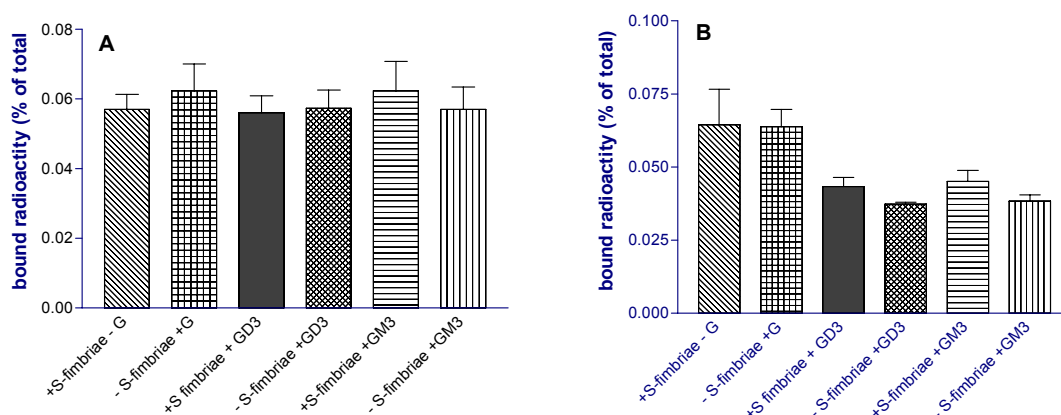 A
bound radioactity (% of total)
0.08
0.06
0.04
0.02
0.00
+S-fimbriae - G
- S-fimbriae +G
+S fimbriae + GD3
- S-fimbriae +GD3
+S-fimbriae +GM3
- S-fimbriae +GM3
B
bound radioactity (% of total)
0.100
0.075
0.050
0.025
0.000
+S-fimbriae - G
- S-fimbriae +G
+S fimbriae + GD3
- S-fimbriae +GD3
+S-fimbriae +GM3
- S-fimbriae +GM3